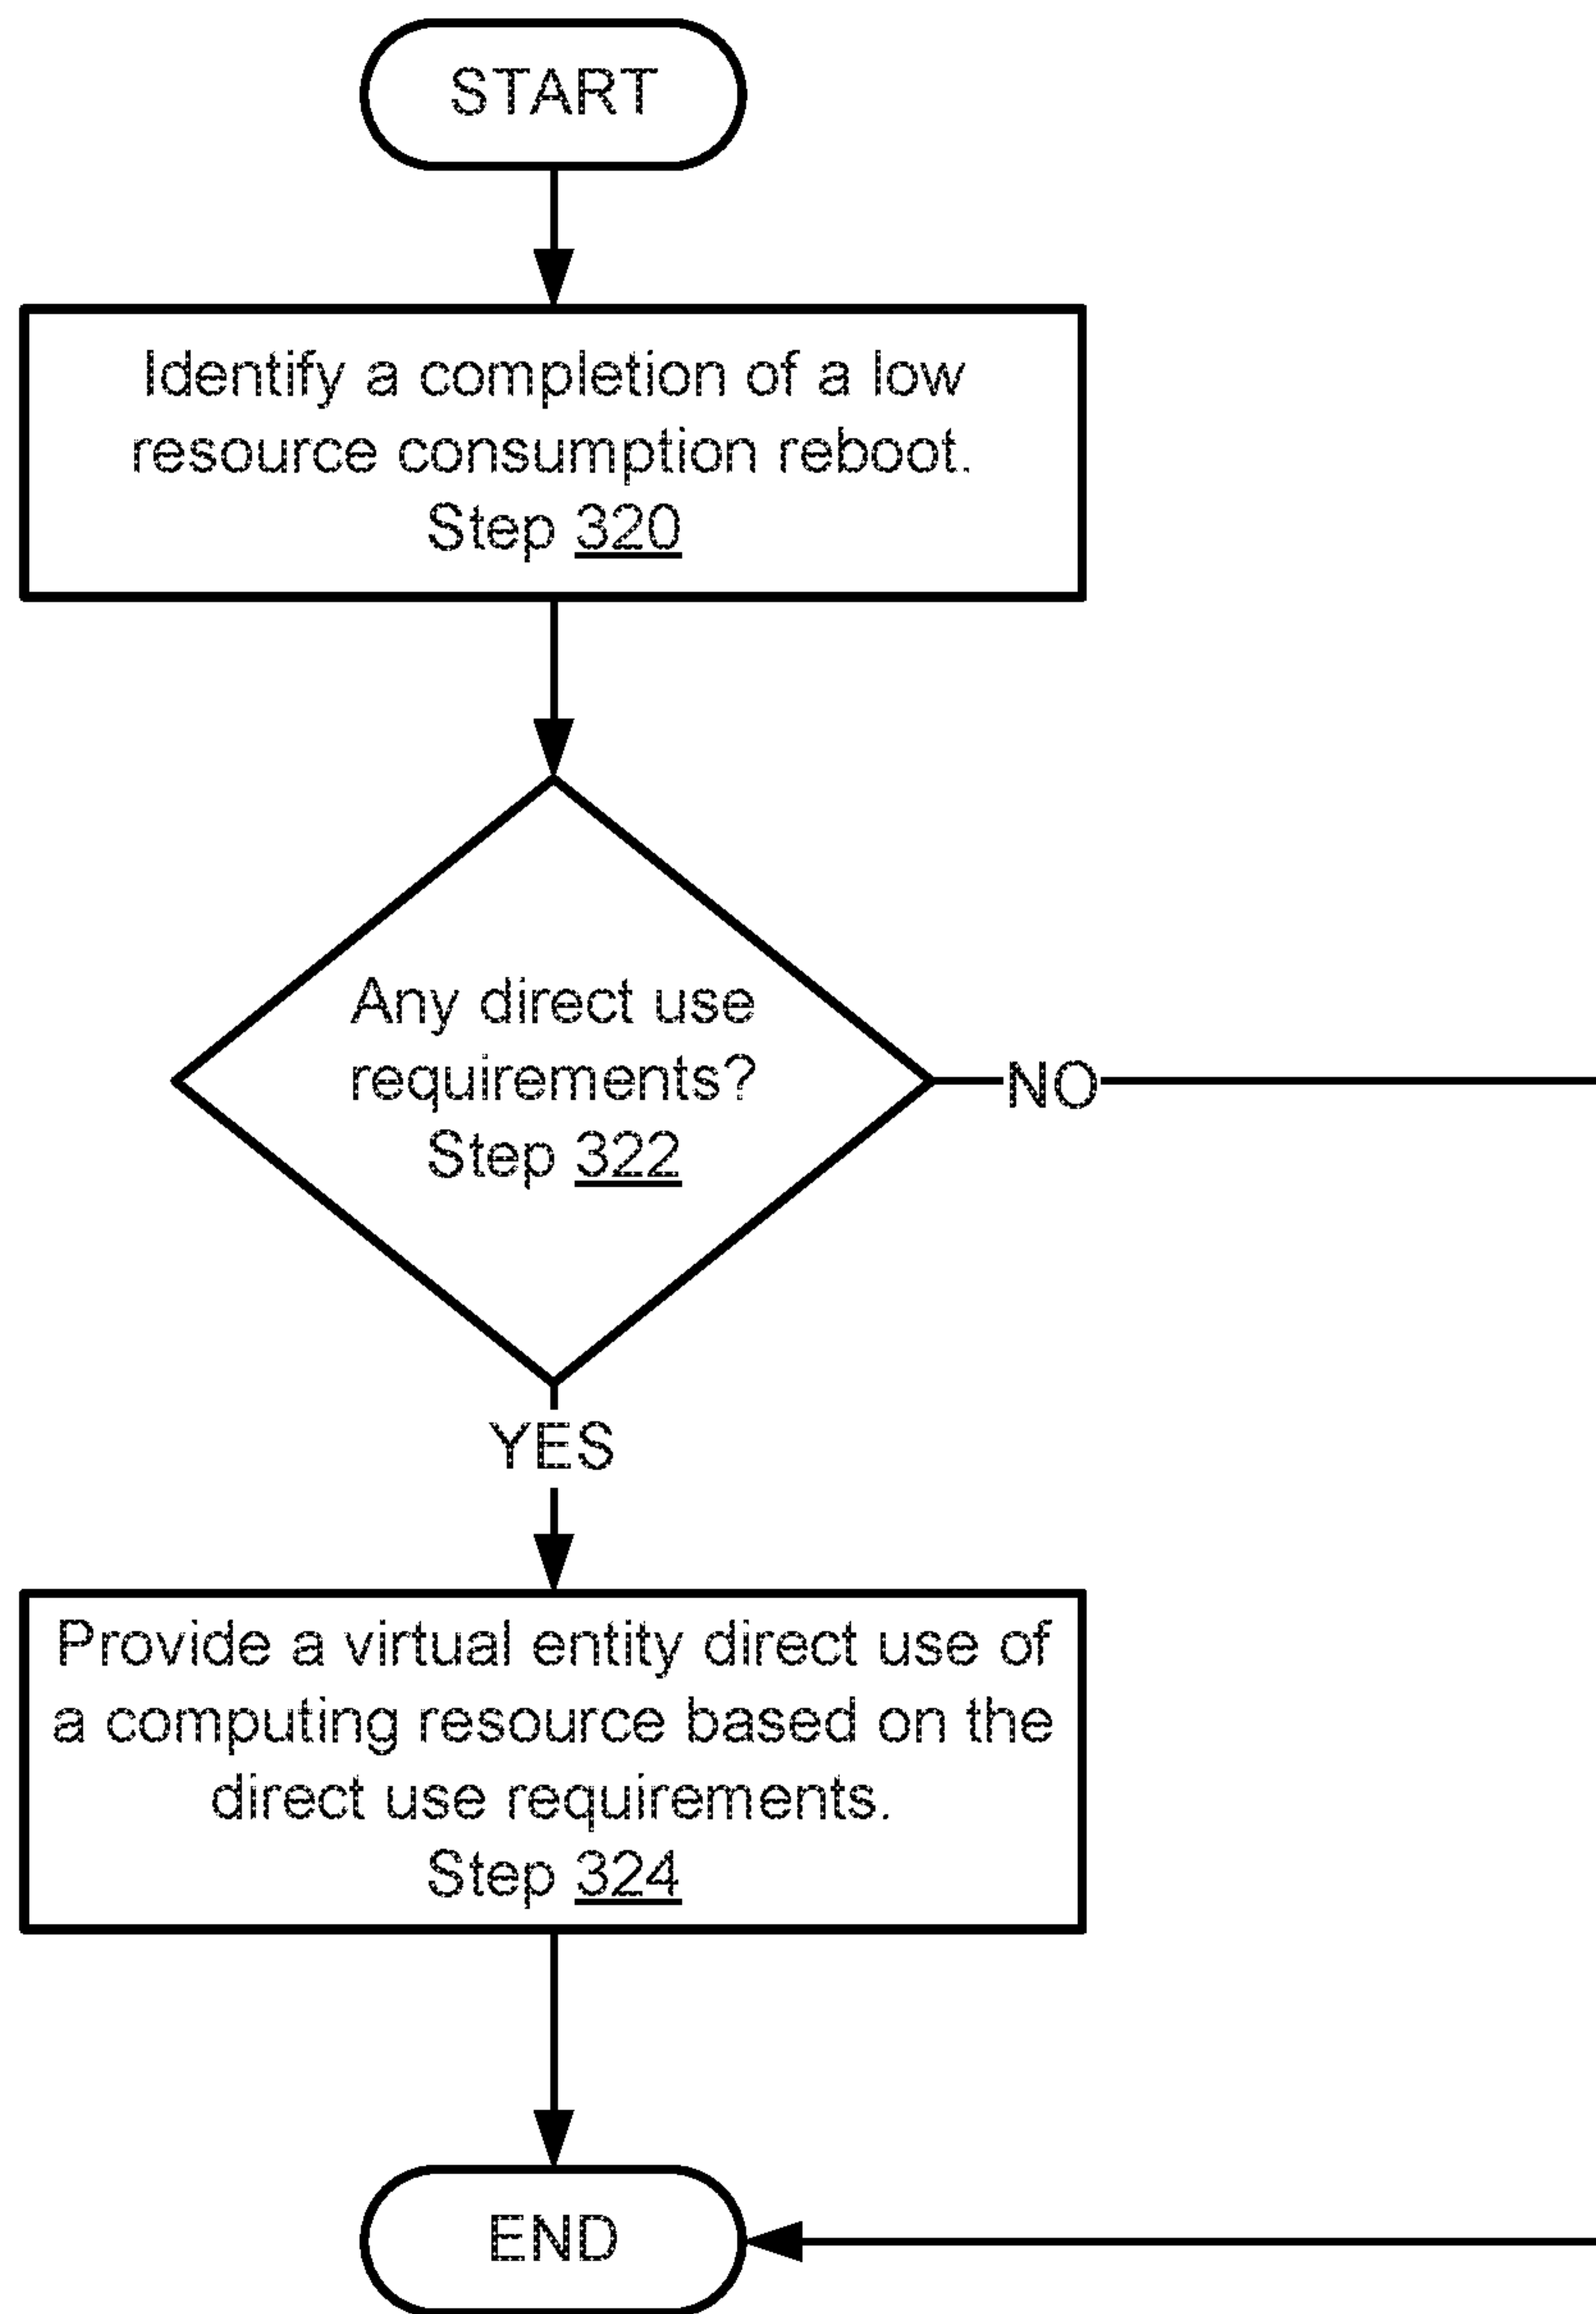 START
Identify a completion of a low
resource consumption reboot.
Step 320
Any direct use
requirements?
Step 322
NO
YES
Provide a virtual entity direct use of
a computing resource based on the
direct use requirements.
Step 324
END